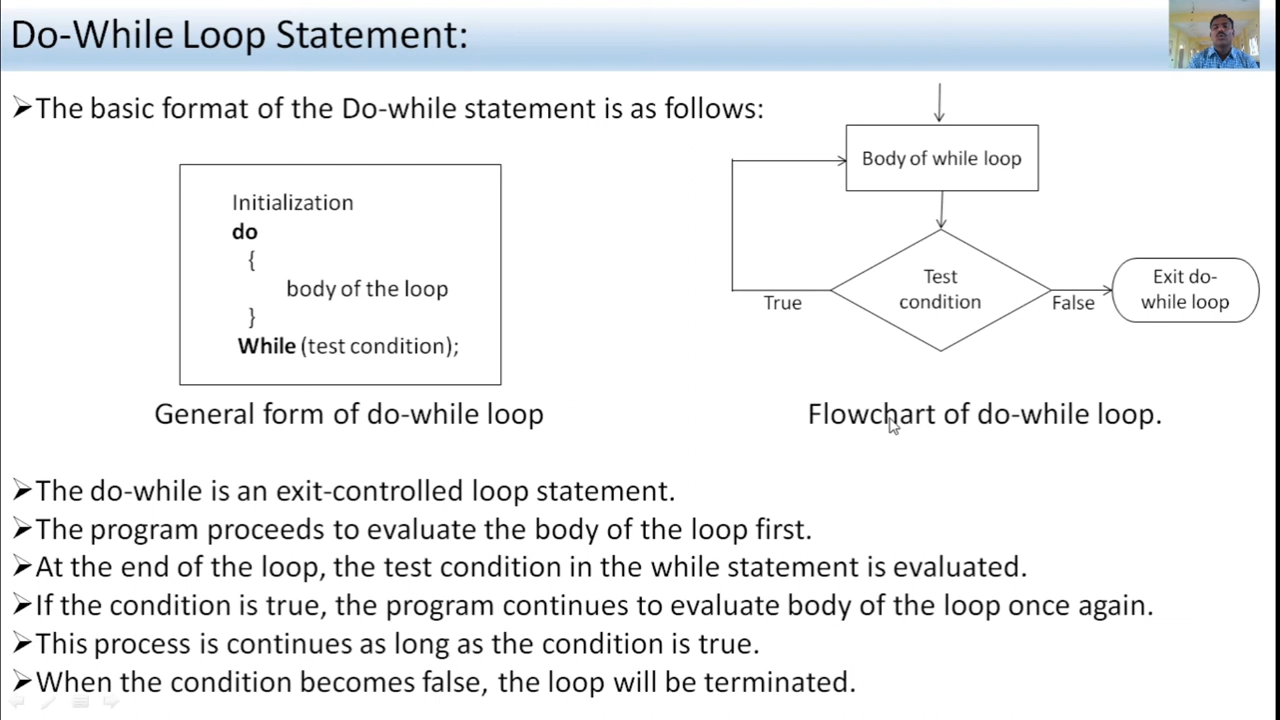 Do-While Loop Statement:
➢The basic format of the Do-while statement is as follows:
Initialization
do
{
body of the loop
}
While (test condition);
General form of do-while loop
Body of while loop
Test
condition
True
False
Exit do-
while loop
Flowchart of do-while loop.
➢The do-while is an exit-controlled loop statement.
➢The program proceeds to evaluate the body of the loop first.
➢At the end of the loop, the test condition in the while statement is evaluated.
➢If the condition is true, the program continues to evaluate body of the loop once again.
➢This process is continues as long as the condition is true.
➢When the condition becomes false, the loop will be terminated.